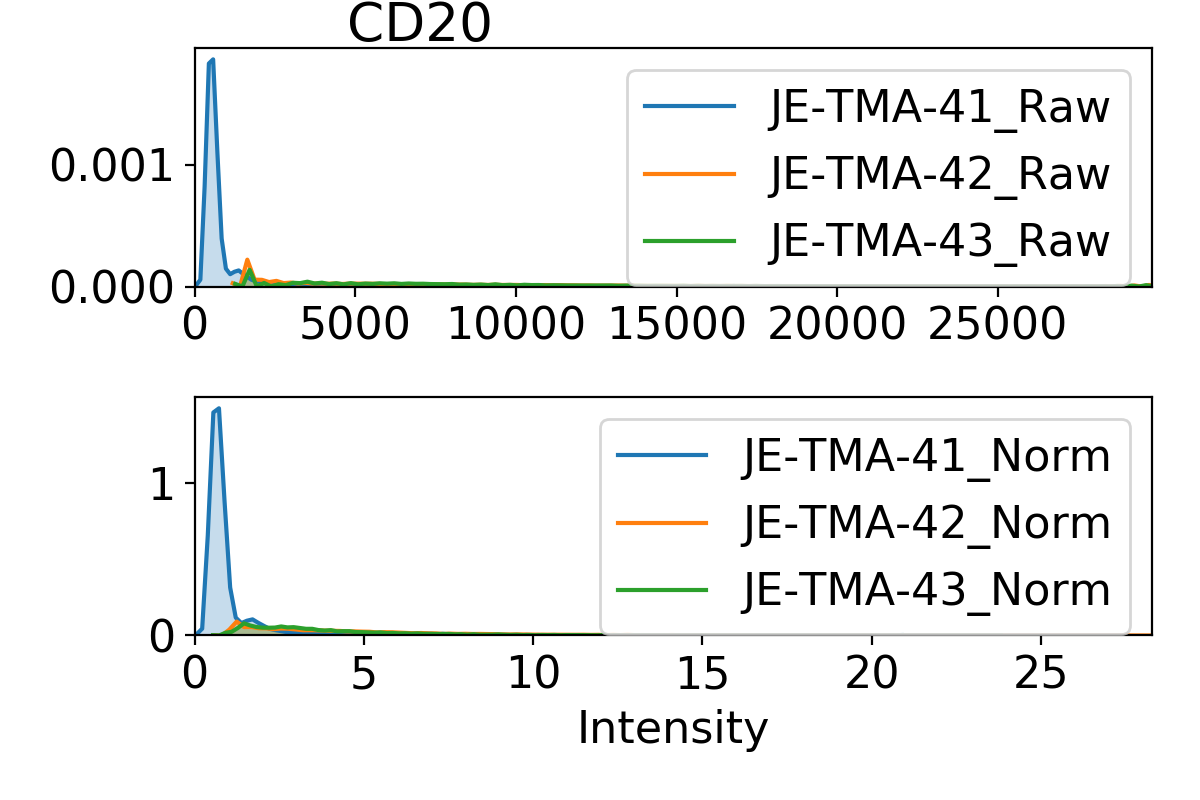 CD20
0.001
0.000
JE-TMA-41_Raw
JE-TMA-42_Raw
JE-TMA-43_Raw
0 5000 10000 15000 20000 25000
1
0
JE-TMA-41_Norm
JE-TMA-42_Norm
JE-TMA-43_Norm
0 5 10 15 20 25
Intensity